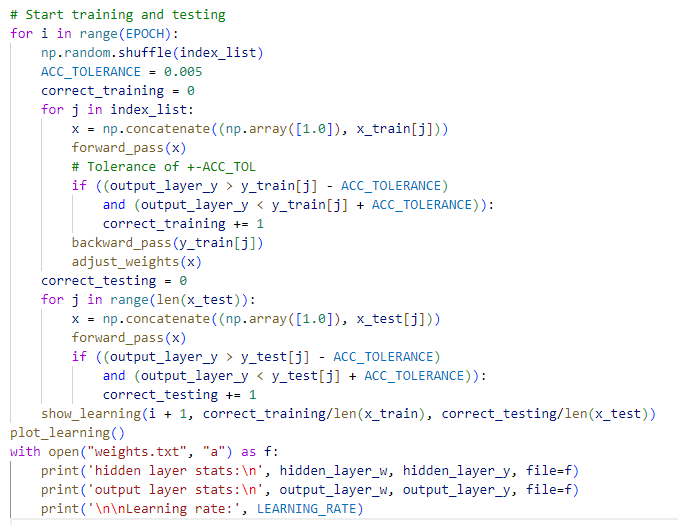 # Start training and testing
for i in range(EPOCH):
    np.random.shuffle(index_list)
    ACC_TOLERANCE = 0.005
    correct_training = 0
    for j in index_list:
        x = np.concatenate((np.array([1.0]), x_train[j]))
        forward_pass(x)
        # Tolerance of +-ACC_TOL
        if ((output_layer_y > y_train[j] - ACC_TOLERANCE)
            and (output_layer_y < y_train[j] + ACC_TOLERANCE)):
            correct_training += 1
        backward_pass(y_train[j])
        adjust_weights(x)
    correct_testing = 0
    for j in range(len(x_test)):
        x = np.concatenate((np.array([1.0]), x_test[j]))
        forward_pass(x)
        if ((output_layer_y > y_test[j] - ACC_TOLERANCE)
            and (output_layer_y < y_test[j] + ACC_TOLERANCE)):
            correct_testing += 1
    show_learning(i + 1, correct_training/len(x_train), correct_testing/len(x_test))
plot_learning()
with open("weights.txt", "a") as f:
    print('hidden layer stats:\n', hidden_layer_w, hidden_layer_y, file=f)
    print('output layer stats:\n', output_layer_w, output_layer_y, file=f)
    print('\n\nLearning rate:', LEARNING_RATE)